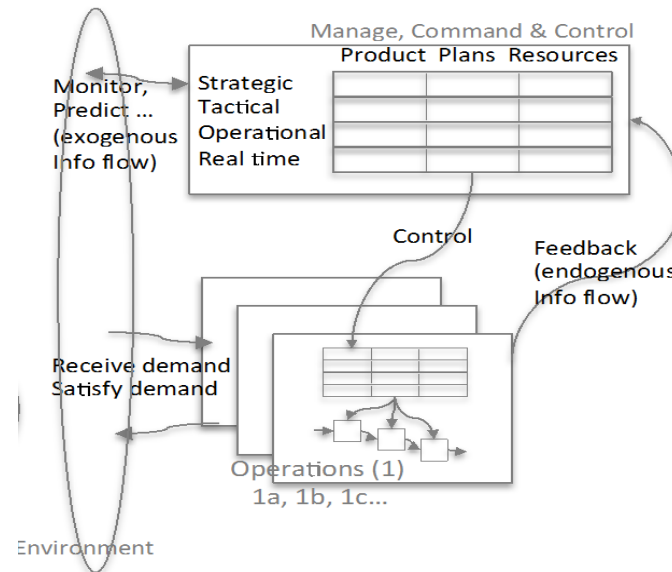 Manage, Command & Control
Product Plans Resources
Strategic
Tactical
Operational
Real time
Monitor,
Predict ...
(exogenous
Info flow)
Control
Feedback
(endogenous
Info flow)
Receive demand
Satisfy demand
Operations (1)
1a, 1b, 1c...
Environment